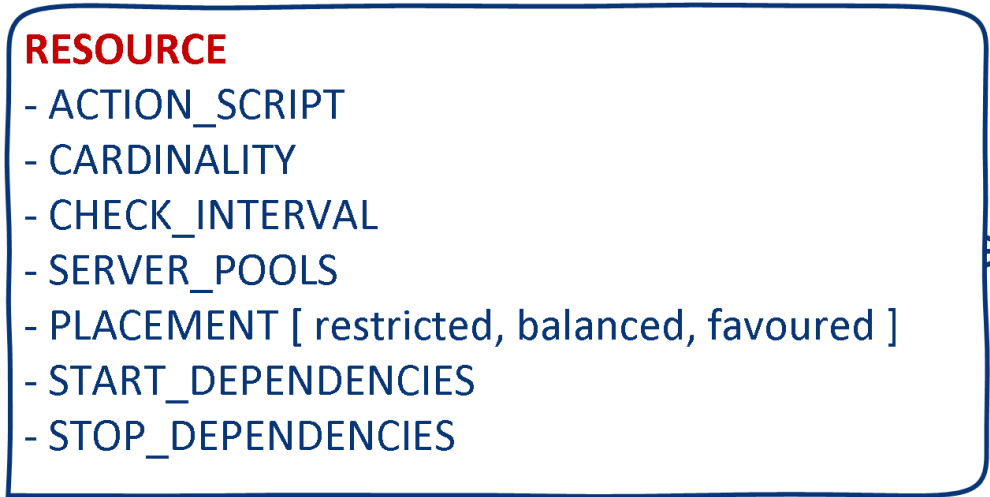 RESOURCE
- ACTION_SCRIPT
- CARDINALITY
- CHECK_INTERVAL
- SERVER_POOLS
- PLACEMENT [ restricted, balanced, favoured ]
- START_DEPENDENCIES
- STOP_DEPENDENCIES